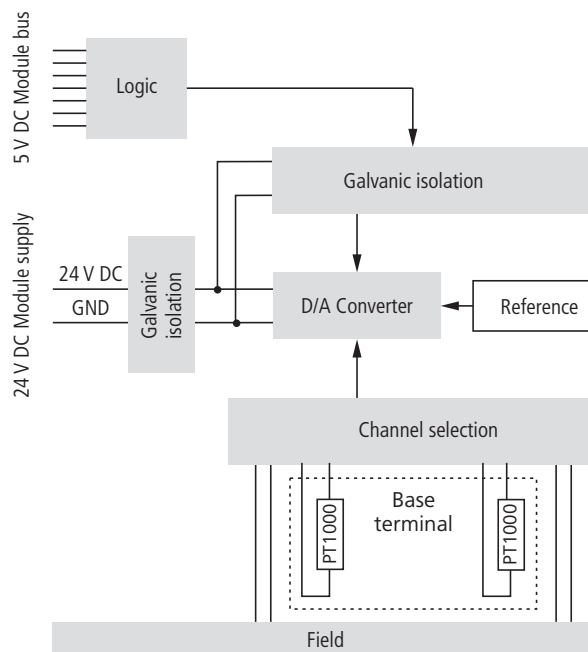 5 V DC Module bus
Logic
Galvanic isolation
24 V DC Module supply
24 V DC
GND
Galvanic
isolation
D/A Converter
Reference
Channel selection
Base
terminal
PT1000
PT1000
Field